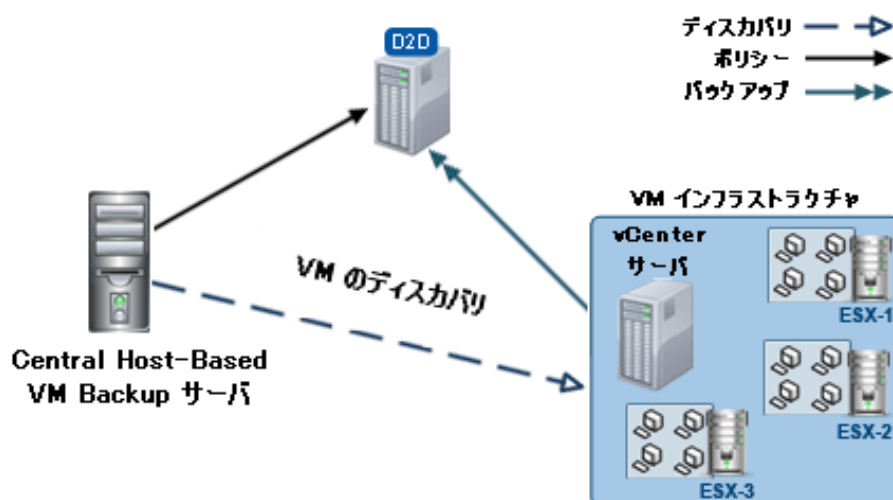 D2D
ディスカバリ
ポリシー
バックアップ
VM インフラストラクチャ
vCenter
サーバ
ESX-1
VM のディスカバリ
Central Host-Based
VM Backup サーバ
ESX-2
ESX-3